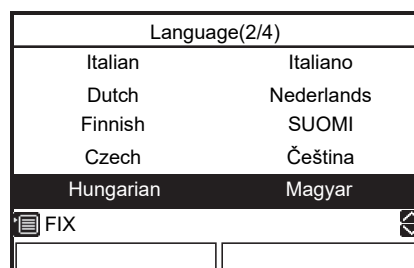 Language(2/4)
Italian Italiano
Dutch Nederlands
Finnish SUOMI
Czech Čeština
Hungarian Magyar
FIX